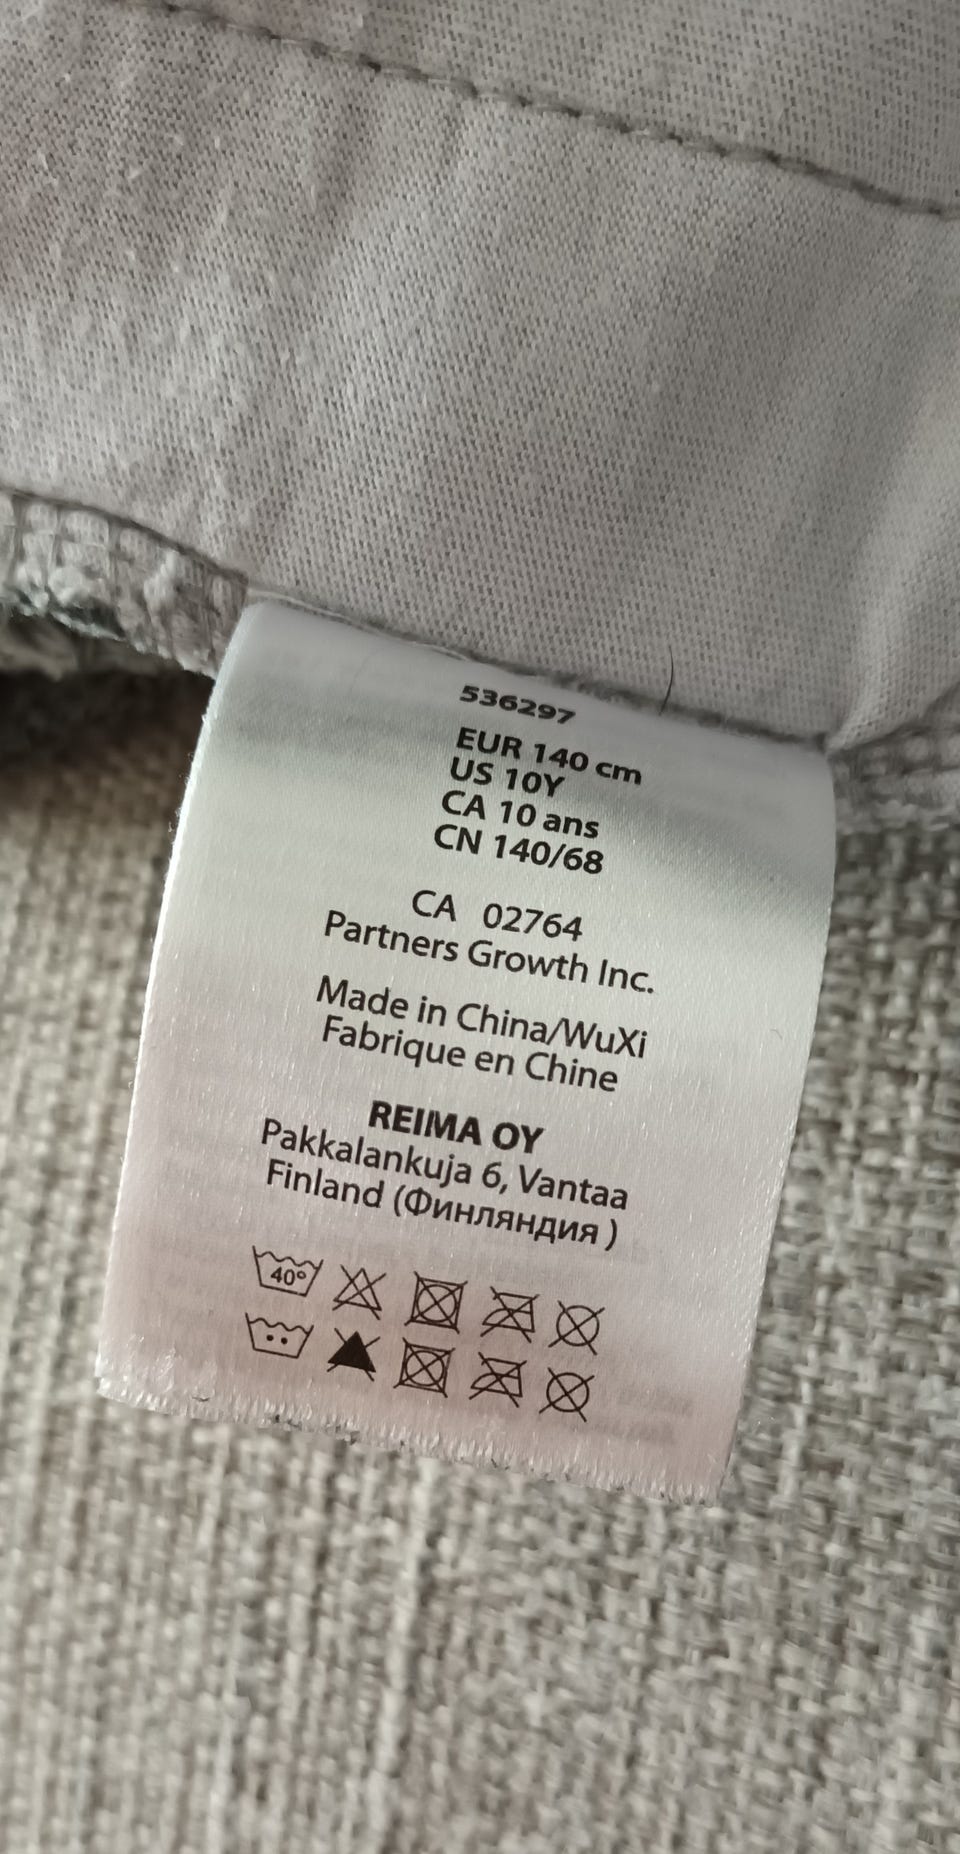 536297
EUR 140 cm
US 10Y
CA 10 ans
CN 140/68
CA 02764
Partners Growth Inc.
Made in China/WuXi
Fabrique en Chine
REIMA OY
Pakkalankuja 6, Vantaa
Finland (Финляндия )
40°